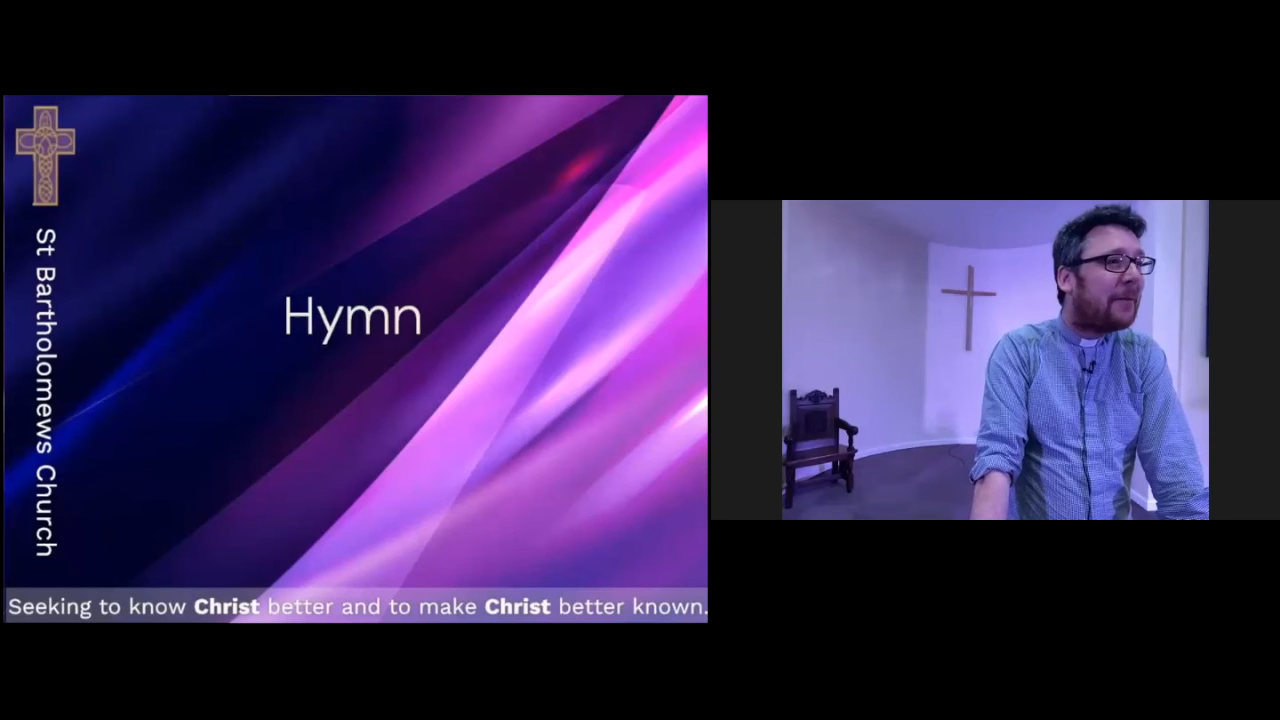 Hymn
St Bartholomews Church
Seeking to know Christ better and to make Christ better known.